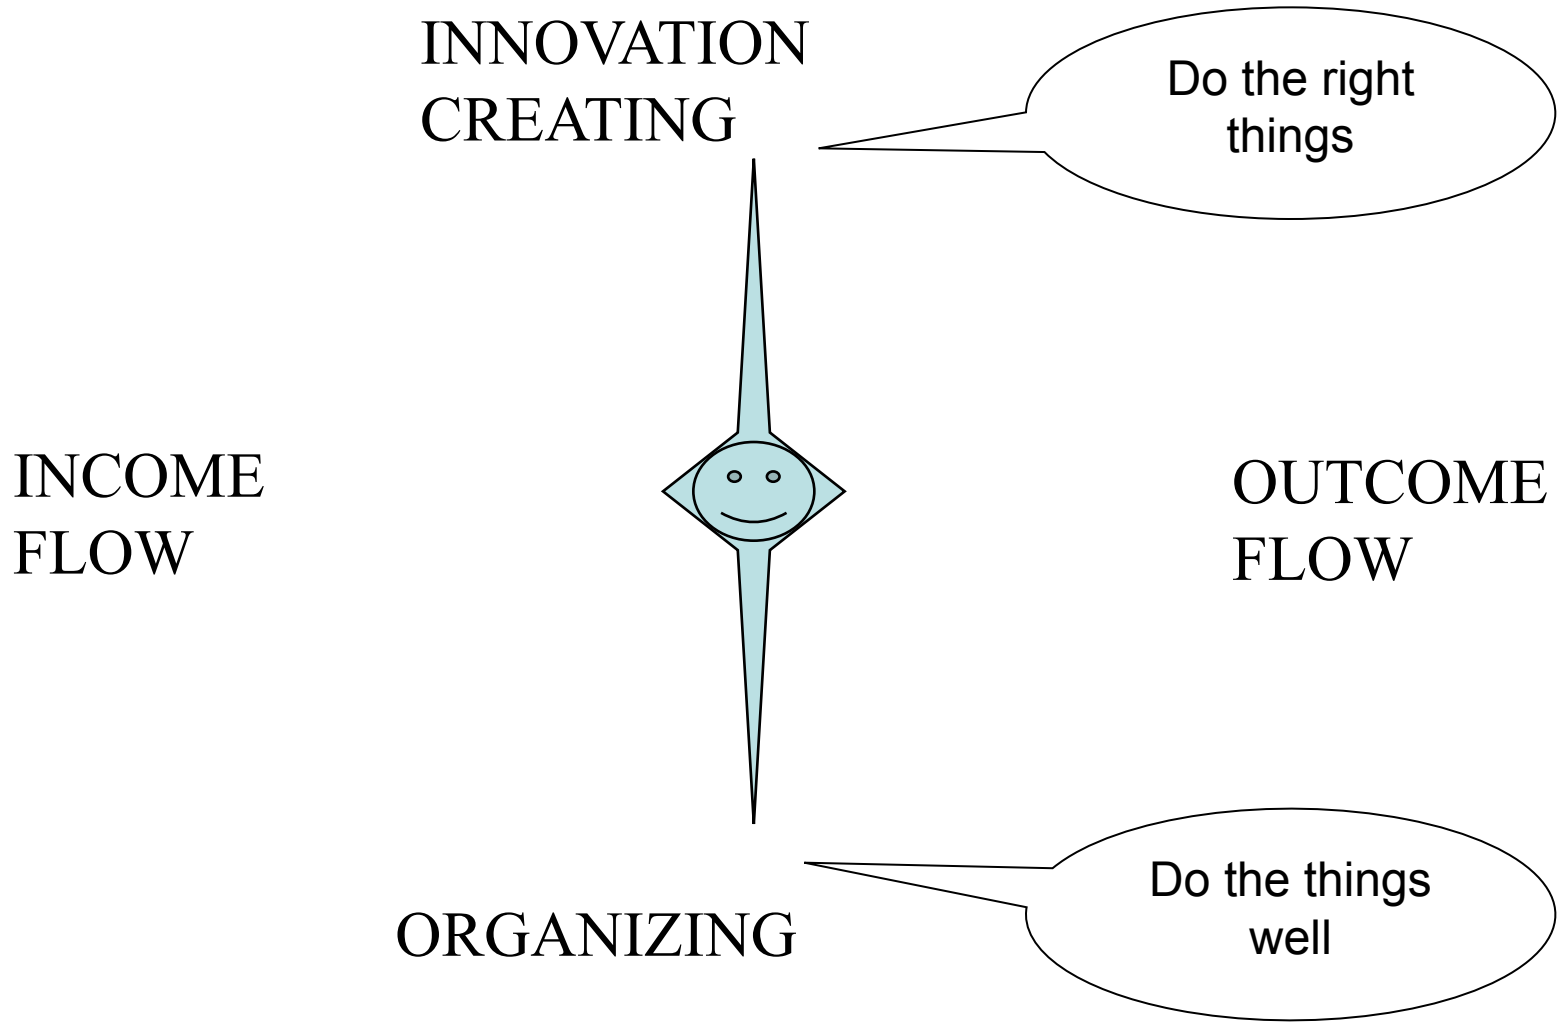 INNOVATION
CREATING
Do the right
things
INCOME
FLOW
OUTCOME
FLOW
ORGANIZING
Do the things
well